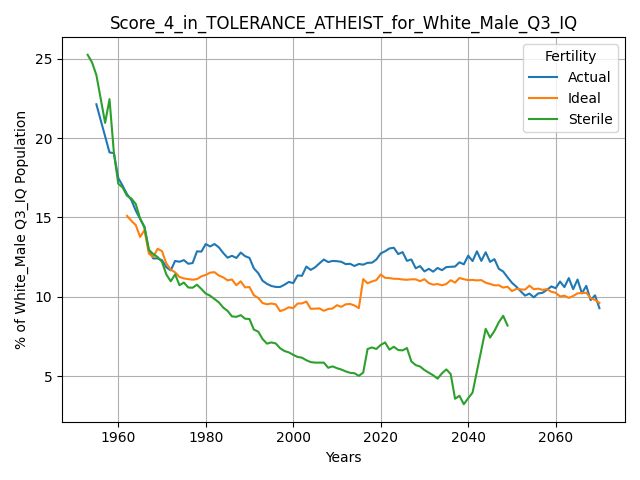 Score_4_in_TOLERANCE_ATHEIST_for_White_Male_Q3_IQ
% of White_Male Q3_IQ Population
25
20
15
10
5
Fertility
Actual
Ideal
Sterile
1960 1980 2000 2020 2040 2060
Years